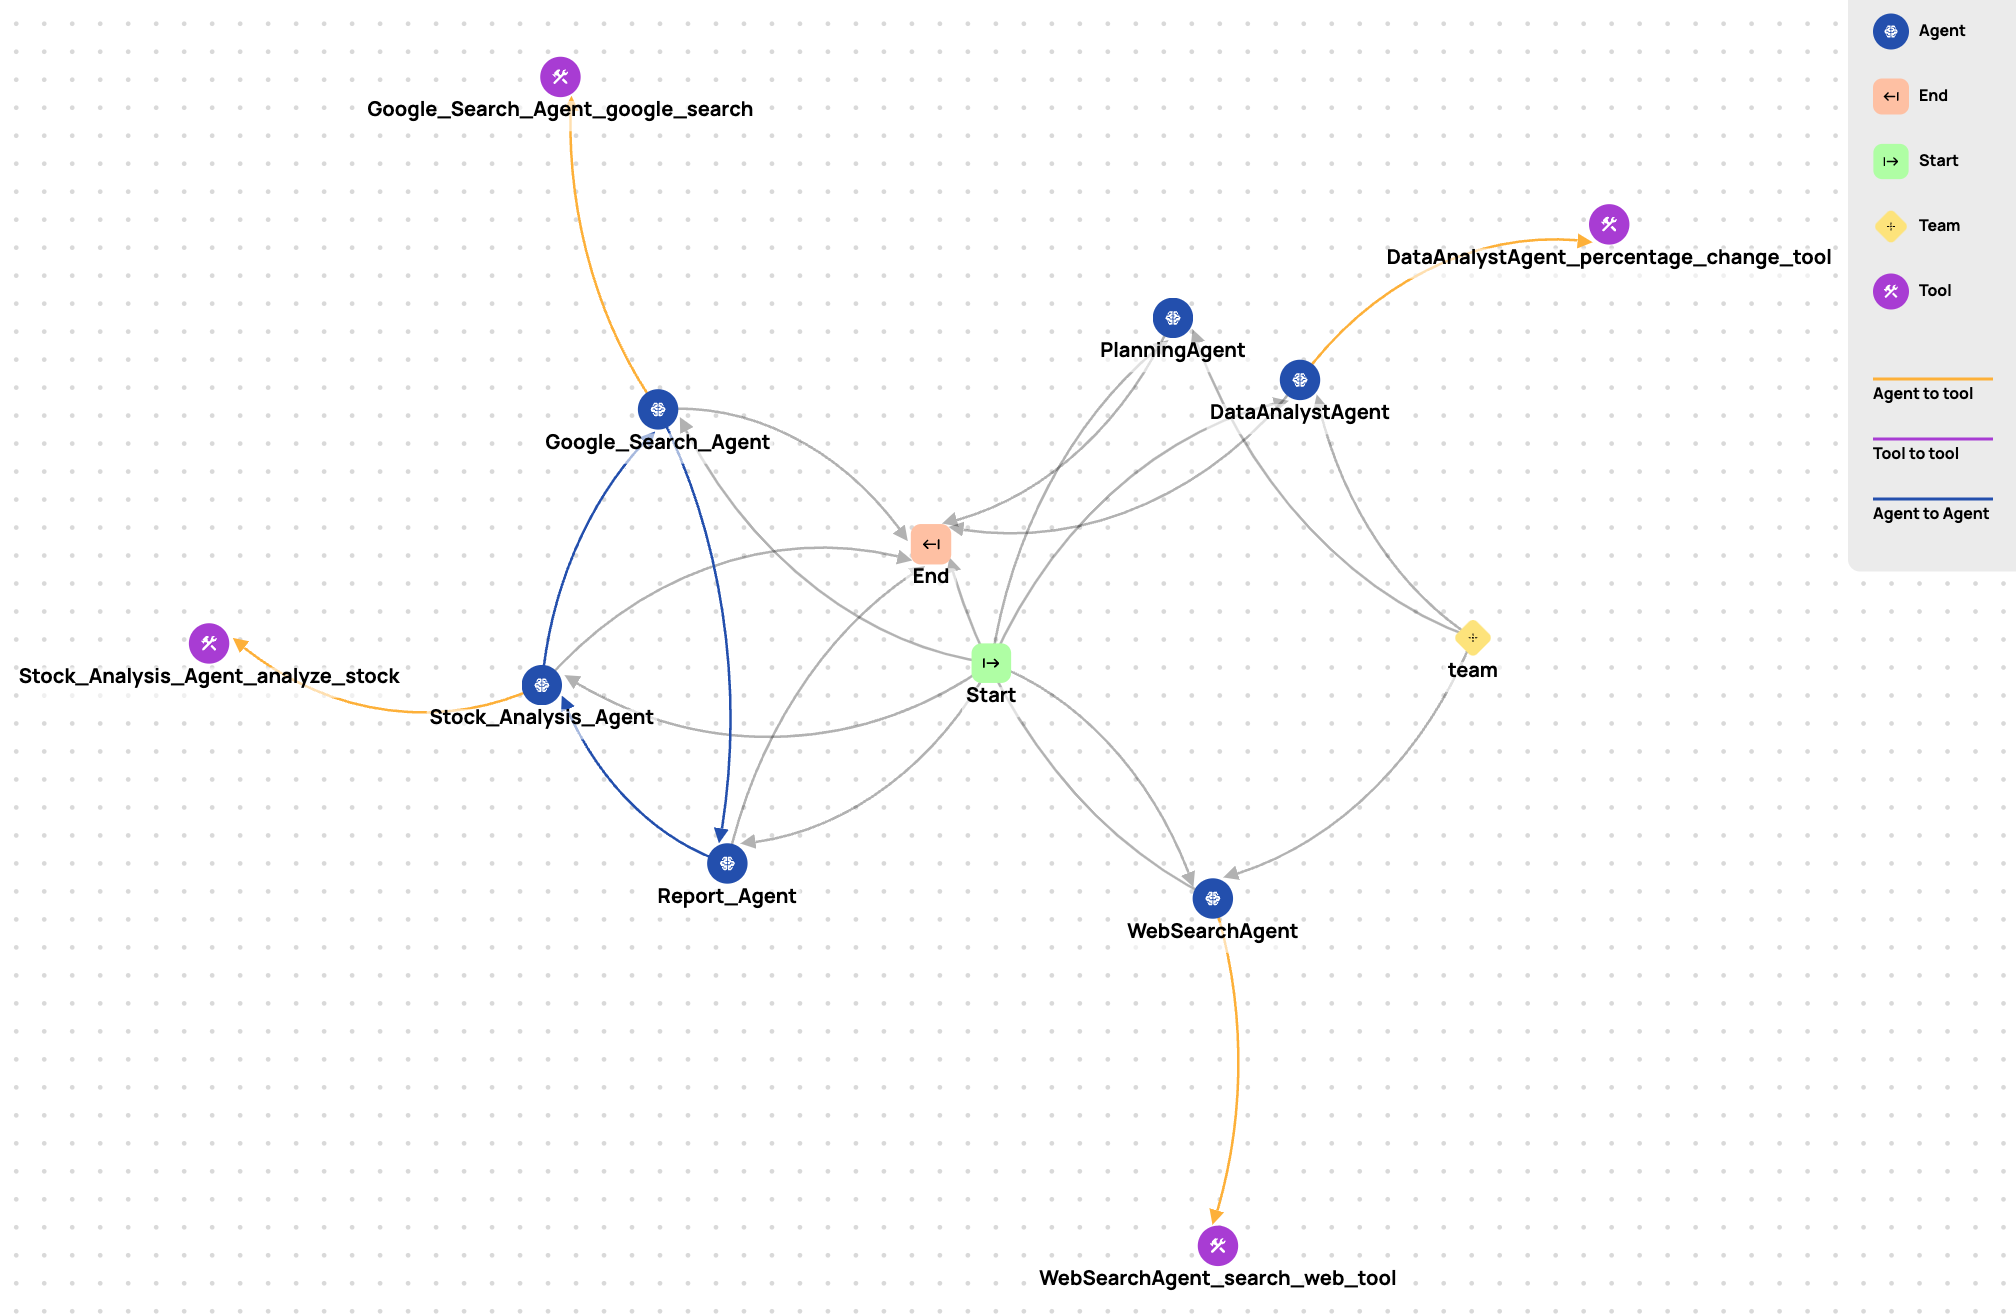 Agent
End
Start
Team
Tool
Agent to tool
Tool to tool
Agent to Agent
Google_Search_Agent_google_search
DataAnalystAgent_percentage_change_tool
PlanningAgent
DataAnalystAgent
Google_Search_Agent
End
Stock_Analysis_Agent_analyze_stock
team
Start
Stock_Analysis_Agent
Report_Agent
WebSearchAgent
WebSearchAgent_search_web_tool